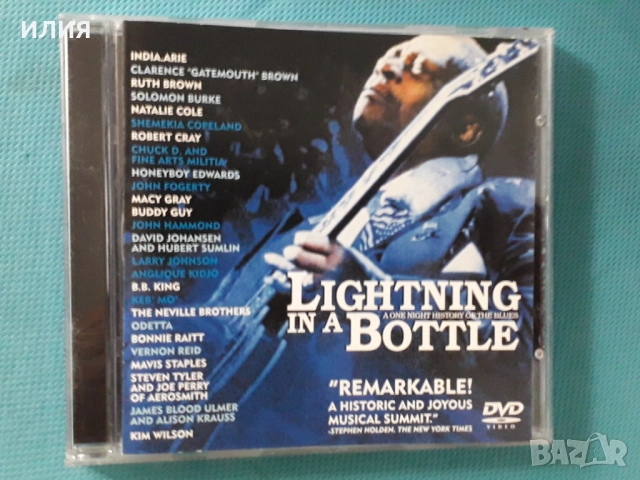 илия
INDIA.ARIE
CLARENCE "GATEMOUTH" BROWN
RUTH BROWN
SOLOMON BURKE
NATALIE COLE
SHEMEKIA COPELAND
ROBERT CRAY
CHUCK D. AND
FINE ARTS MILITIA
HONEYBOY EDWARDS
JOHN FOGERTY
MACY GRAY
BUDDY GUY
JOHN HAMMOND
DAVID JOHANSEN
AND HUBERT SUMLIN
LARRY JOHNSON
ANGLIQUE KIDJO
B.B. KING
KEB' MO'
THE NEVILLE BROTHERS
ODETTA
BONNIE RAITT
VERNON REID
MAVIS STAPLES
STEVEN TYLER
AND JOE PERRY
OF AEROSMITH
JAMES BLOOD ULMER
AND ALISON KRAUSS
KIM WILSON
LIGHTNING
A ONE NIGHT HISTORY OF THE BLUES
IN A BOTTLE
"REMARKABLE!
A HISTORIC AND JOYOUS
MUSICAL SUMMIT."
-STEPHEN HOLDEN, THE NEW YORK TIMES
DVD
VIDEO
BAZAR.bg